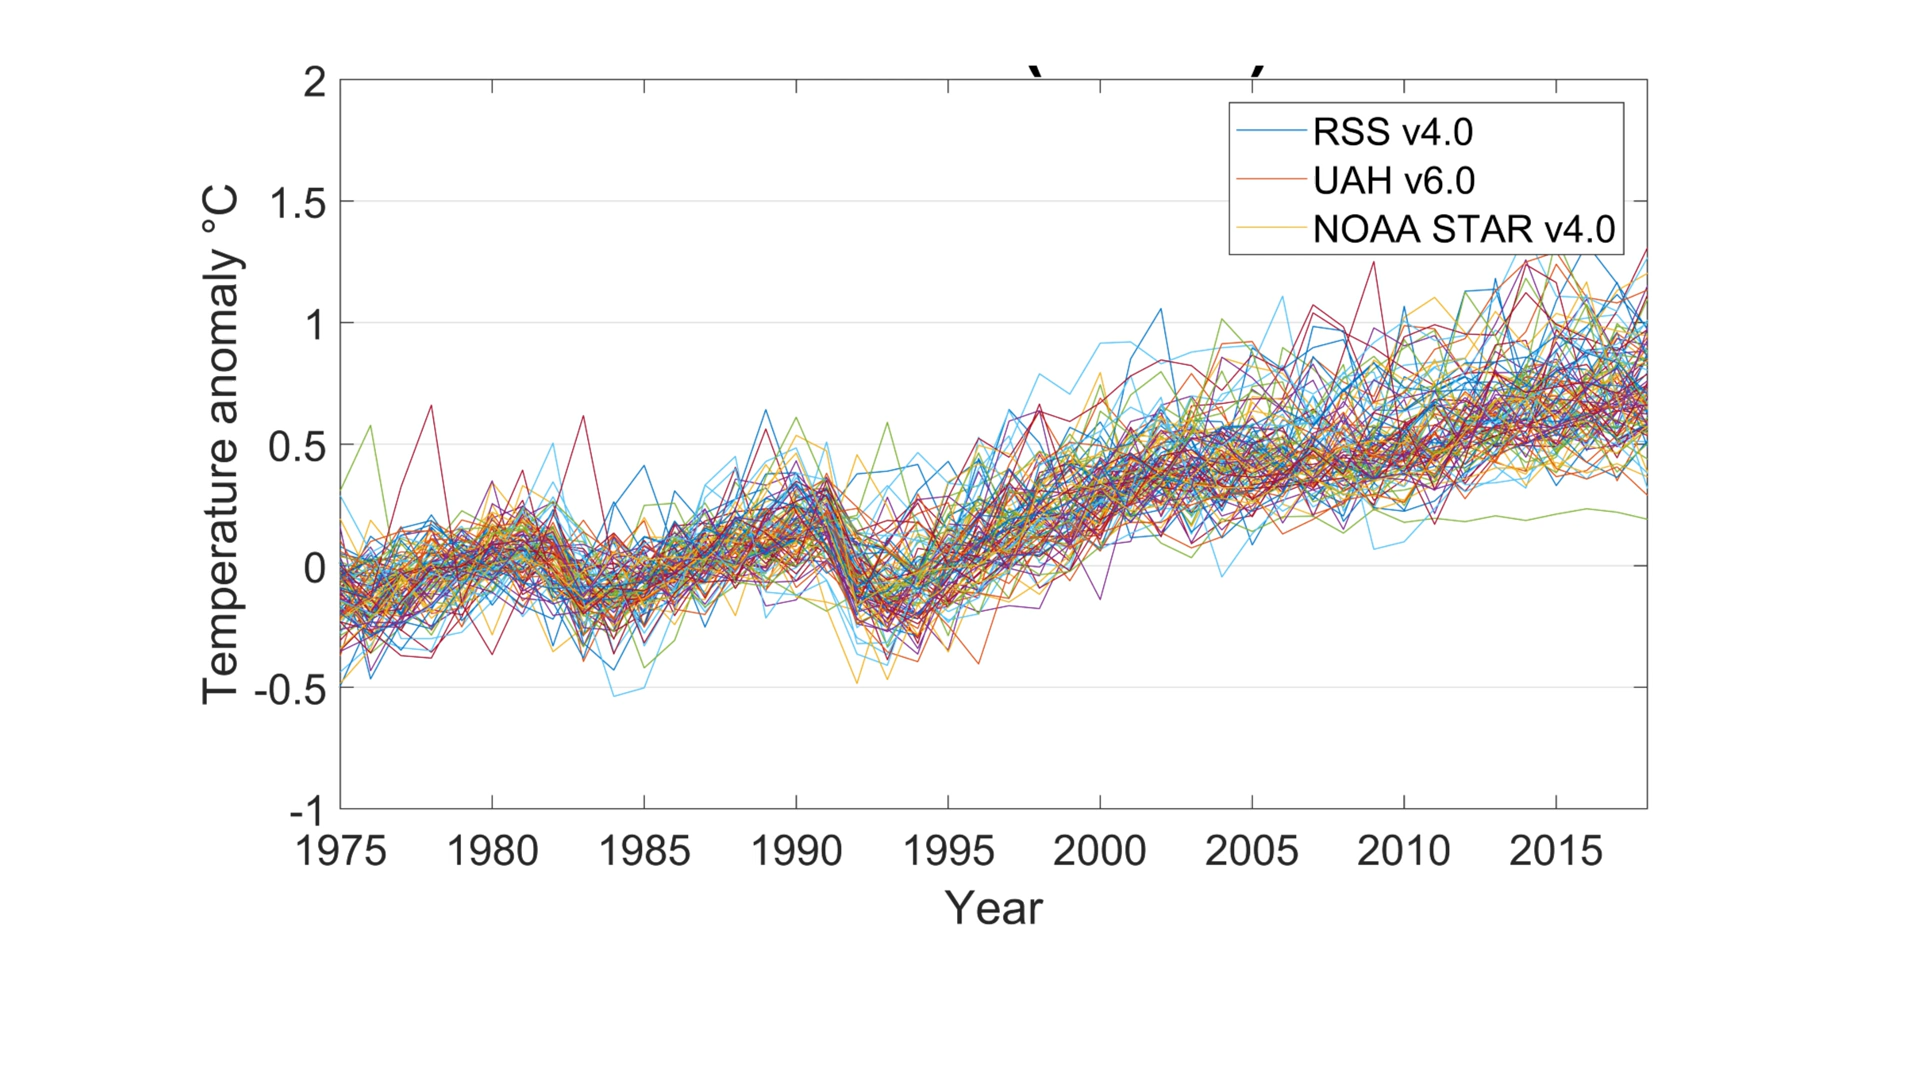 2
1.5
1
0.5
0
-0.5
-1
Temperature anomaly °C
RSS v4.0
UAH v6.0
NOAA STAR v4.0
1975 1980 1985 1990 1995 2000 2005 2010 2015
Year